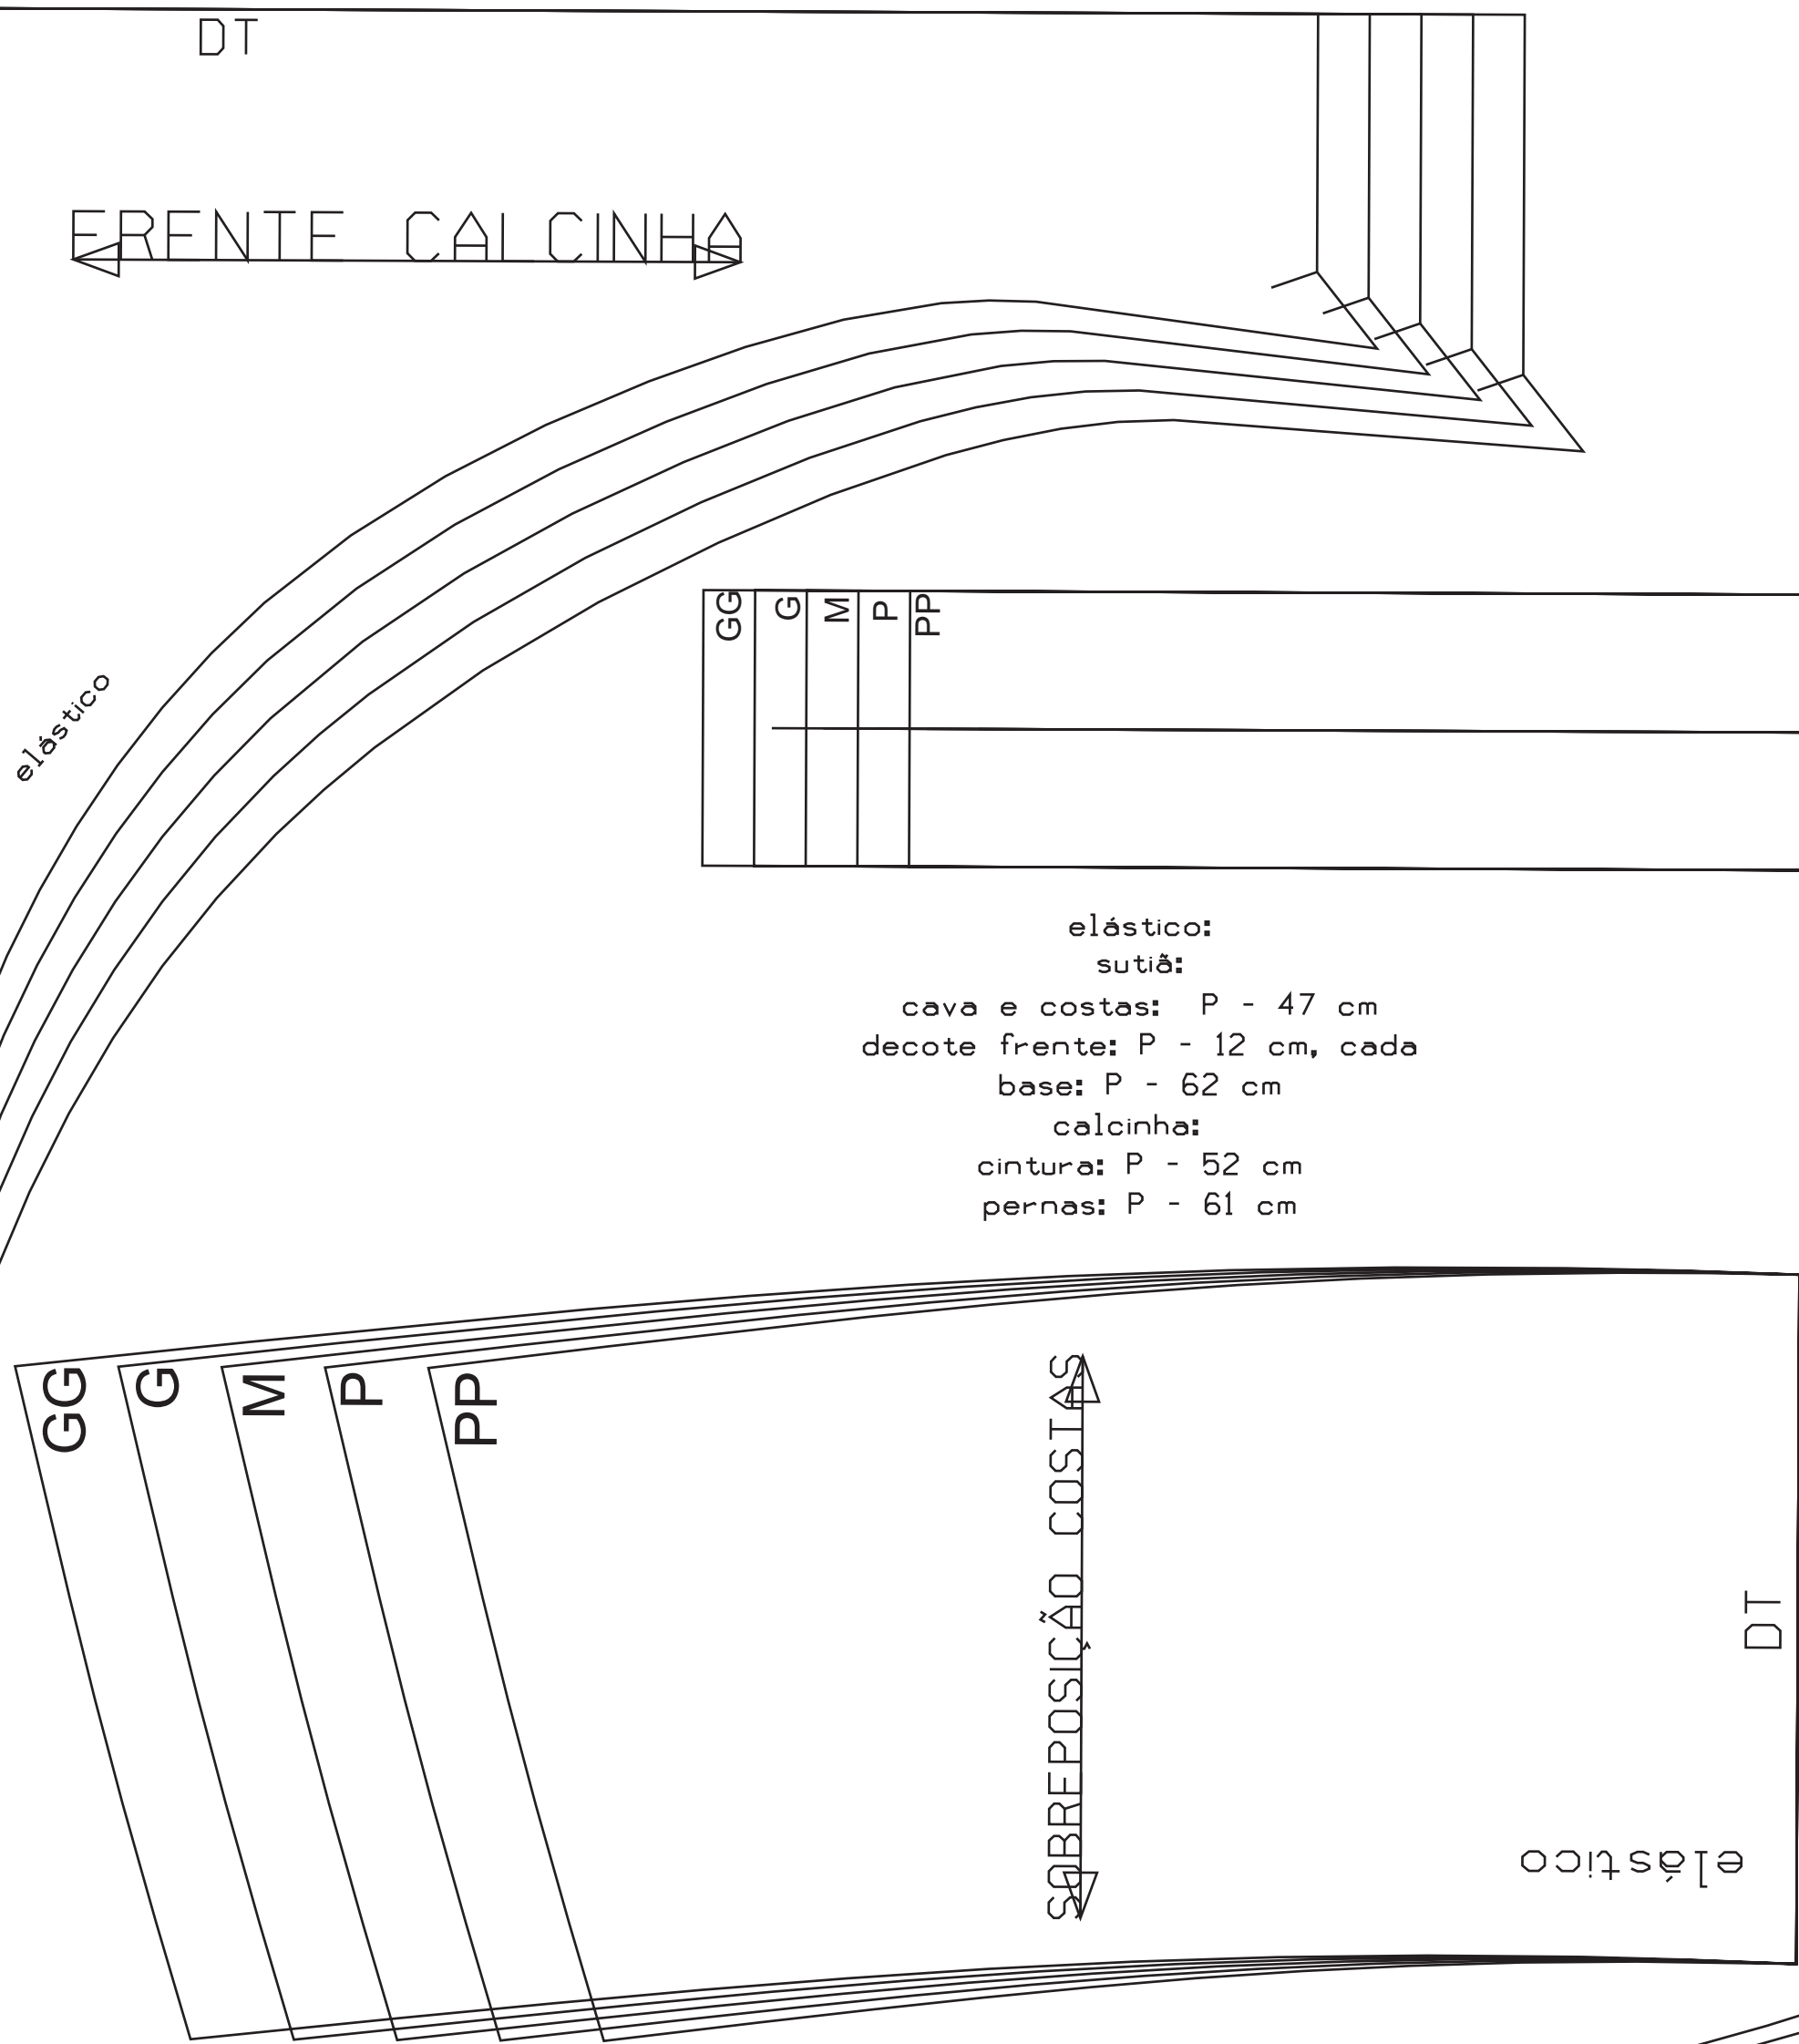 DT
FRENTE CALCINHA
elástico
GG G M P PP
elástico:
sutiã:
cava e costas: P - 47 cm
decote frente: P - 12 cm, cada
base: P - 62 cm
calcinha:
cintura: P - 52 cm
pernas: P - 61 cm
GG G M P PP
SOBREPOSIÇÃO COSTAS
DT
elástico